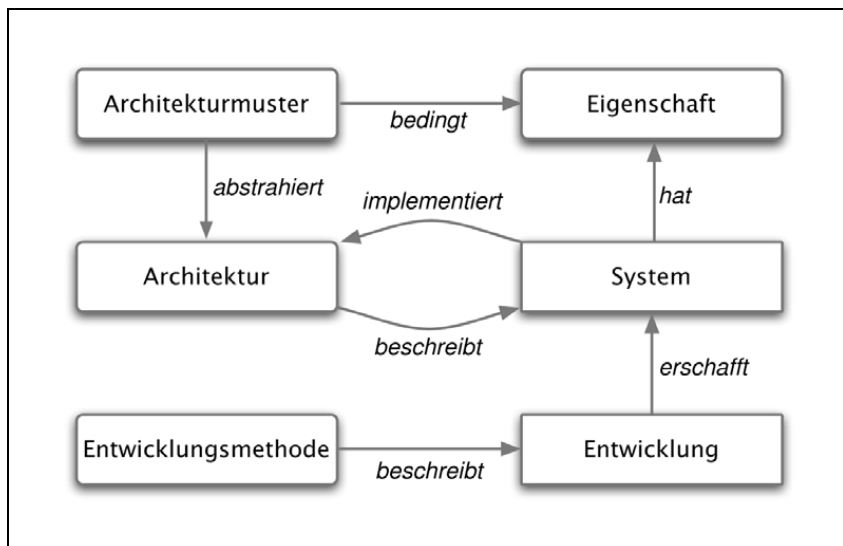 Architekturmuster
bedingt
Eigenschaft
abstrahiert
implementiert
hat
Architektur
System
beschreibt
erschafft
Entwicklungsmethode
beschreibt
Entwicklung